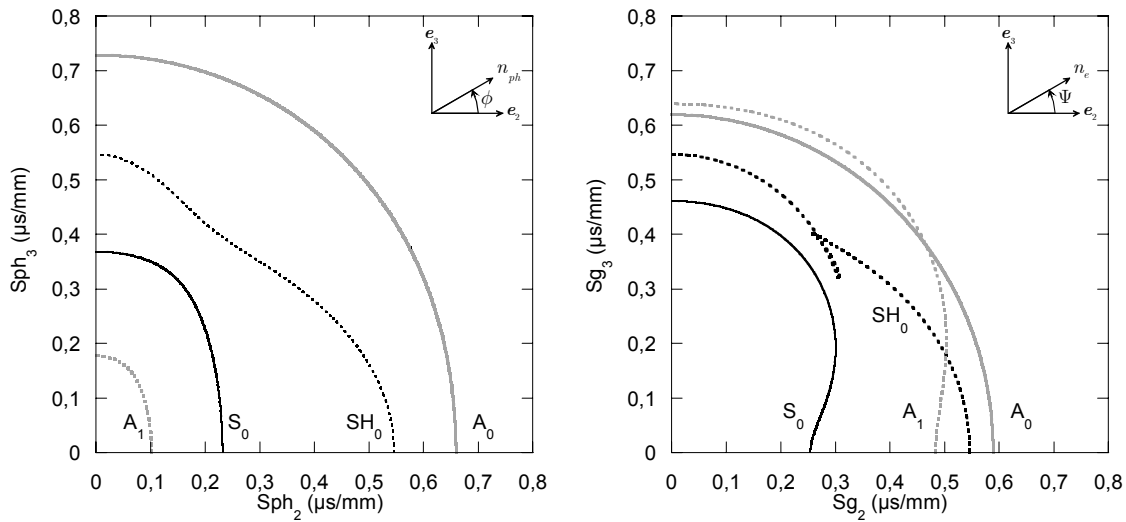 0,8
0,7
0,6
0,5
0,4
0,3
0,2
0,1
0
Sph3 (µs/mm)
e3
nph
ϕ
e2
A1
S0
SH0
A0
0 0,1 0,2 0,3 0,4 0,5 0,6 0,7 0,8
Sph2 (µs/mm)
0,8
0,7
0,6
0,5
0,4
0,3
0,2
0,1
0
Sg3 (µs/mm)
e3
ne
Ψ
e2
SH0
S0
A1
A0
0 0,1 0,2 0,3 0,4 0,5 0,6 0,7 0,8
Sg2 (µs/mm)